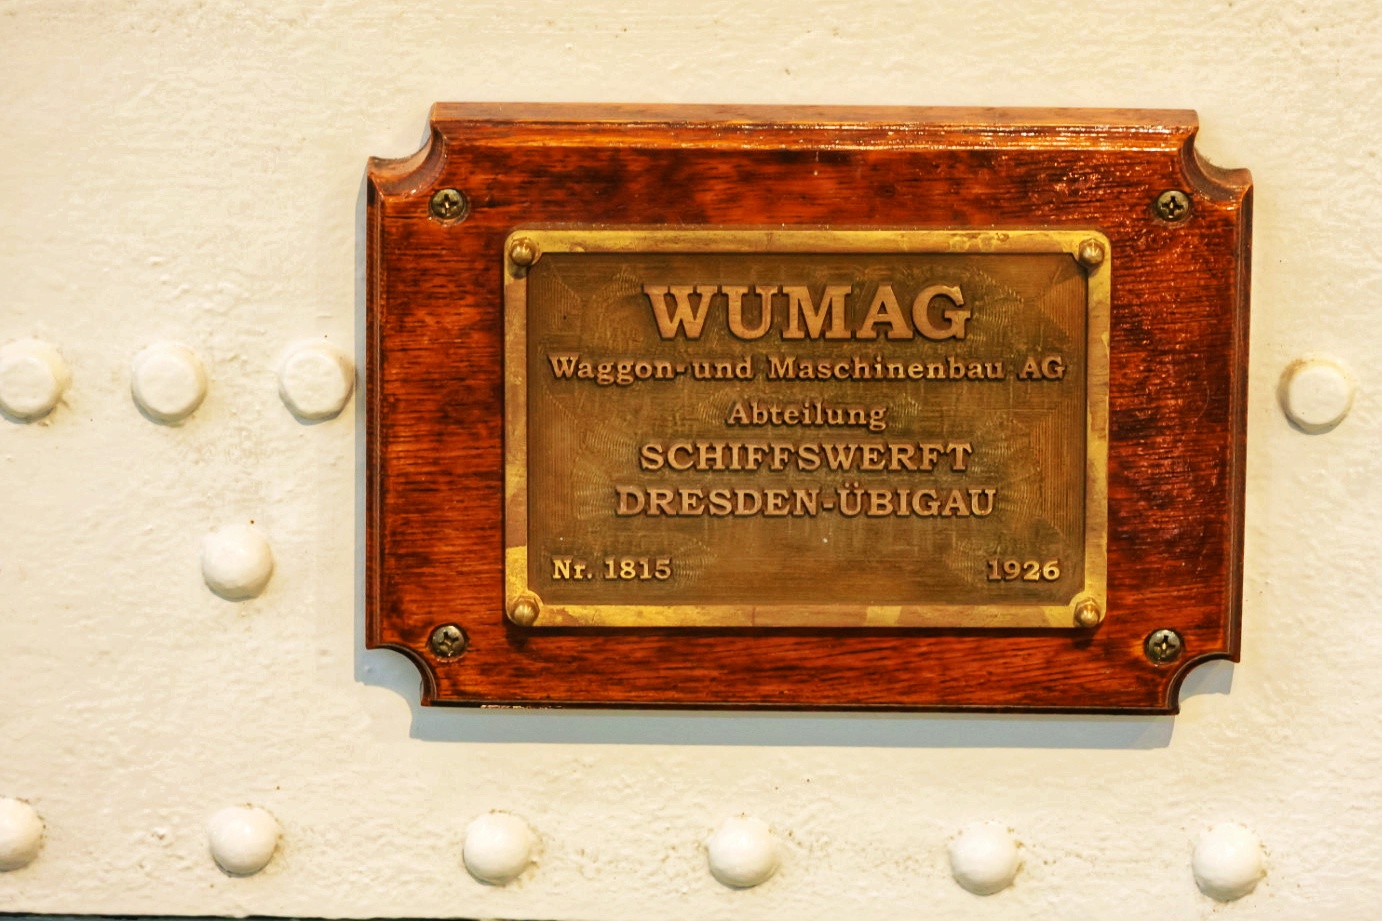 WUMAG
Waggon- und Maschinenbau AG
Abteilung
SCHIFFSWERFT
DRESDEN-ÜBIGAU
Nr. 1815 1926